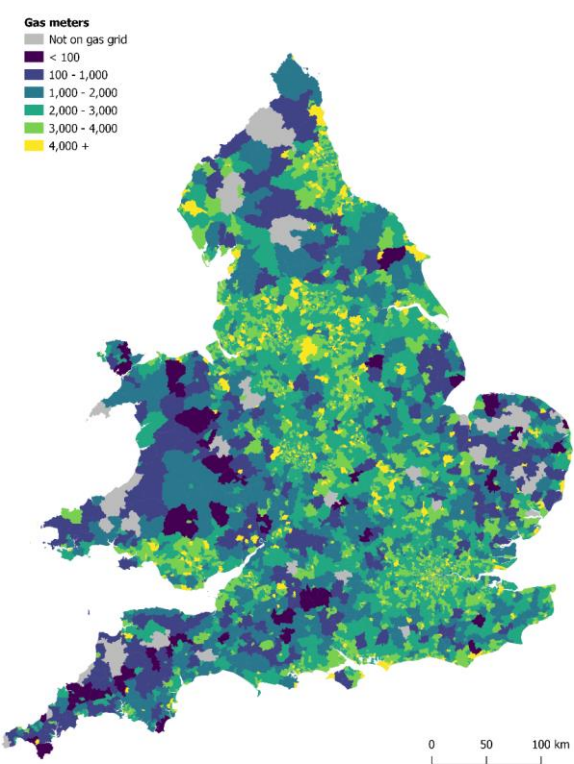 Gas meters
Not on gas grid
< 100
100 - 1,000
1,000 - 2,000
2,000 - 3,000
3,000 - 4,000
4,000 +
0 50 100 km